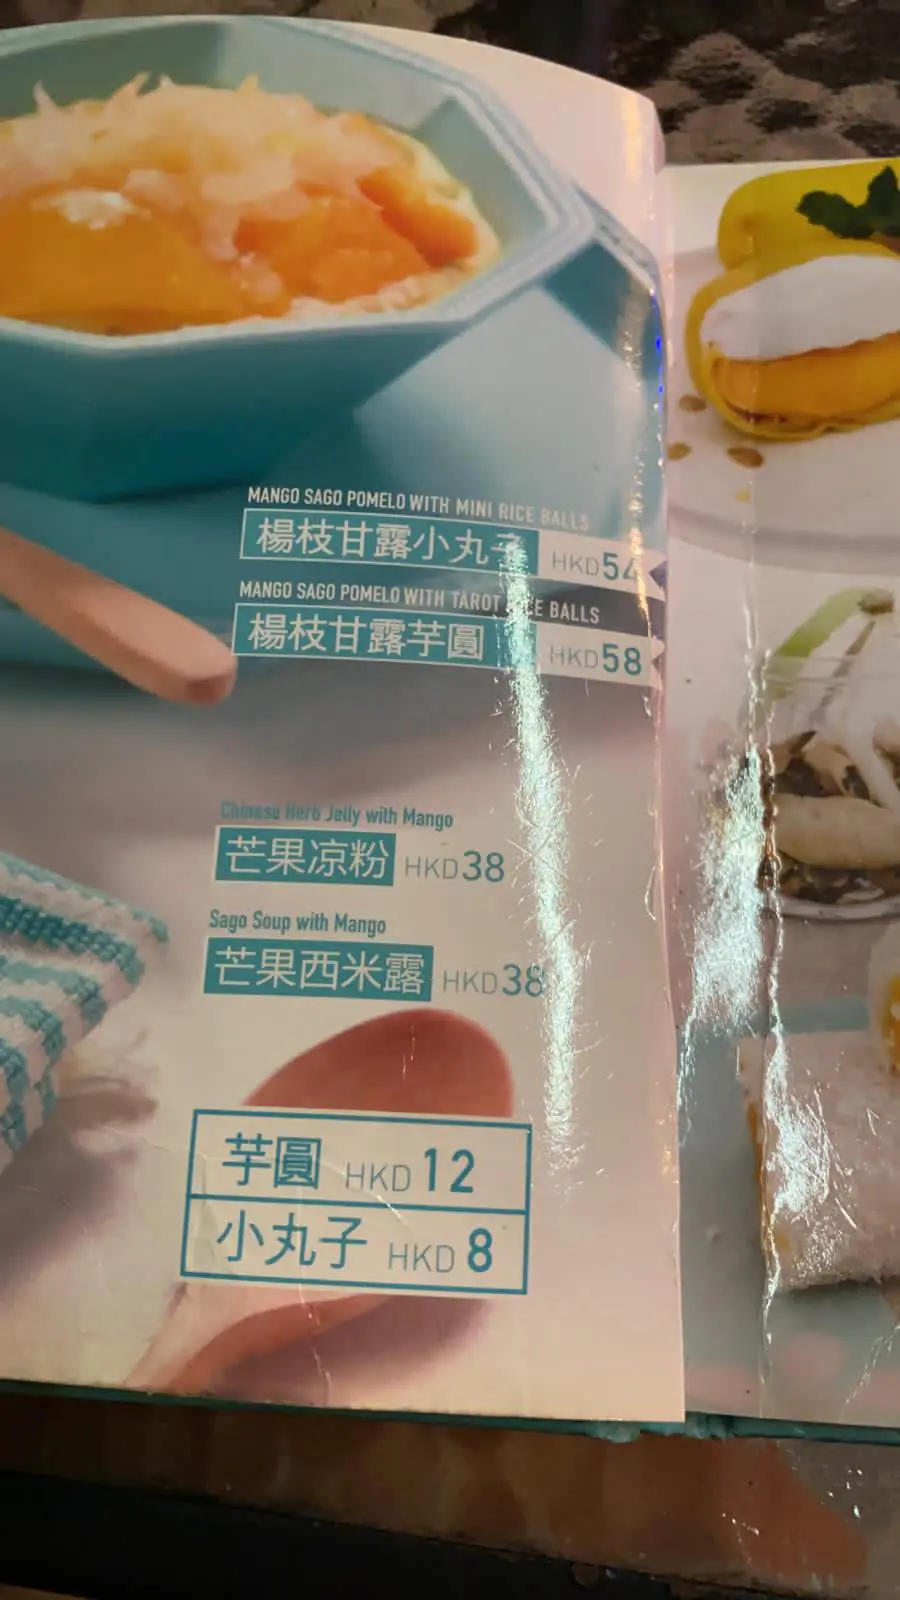 MANGO SAGO POMELO WITH MINI RICE BALLS
楊枝甘露小丸子 HKD54
MANGO SAGO POMELO WITH TAROT RICE BALLS
楊枝甘露芋圓 HKD58
Chinese Herb Jelly with Mango
芒果凉粉 HKD38
Sago Soup with Mango
芒果西米露 HKD38
芋圓 HKD 12
小丸子 HKD 8